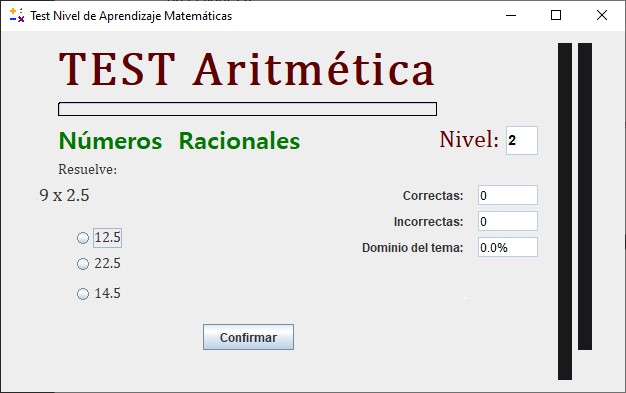 Test Nivel de Aprendizaje Matemáticas
TEST Aritmética
Números Racionales
Nivel: 2
Resuelve:
9 x 2.5
Correctas: 0
Incorrectas: 0
Dominio del tema: 0.0%
12.5
22.5
14.5
Confirmar